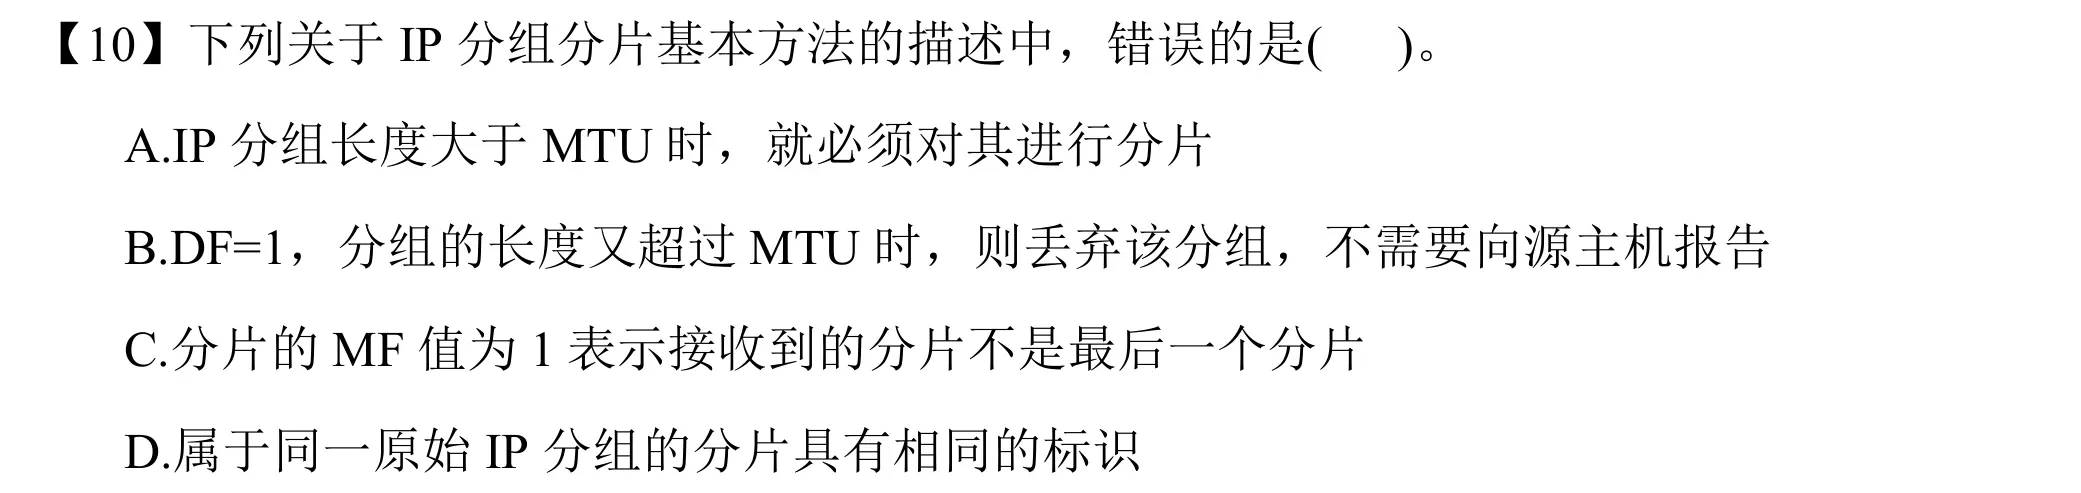 【10】下列关于 IP 分组分片基本方法的描述中，错误的是(    )。
A.IP 分组长度大于 MTU 时，就必须对其进行分片
B.DF=1，分组的长度又超过 MTU 时，则丢弃该分组，不需要向源主机报告
C.分片的 MF 值为 1 表示接收到的分片不是最后一个分片
D.属于同一原始 IP 分组的分片具有相同的标识